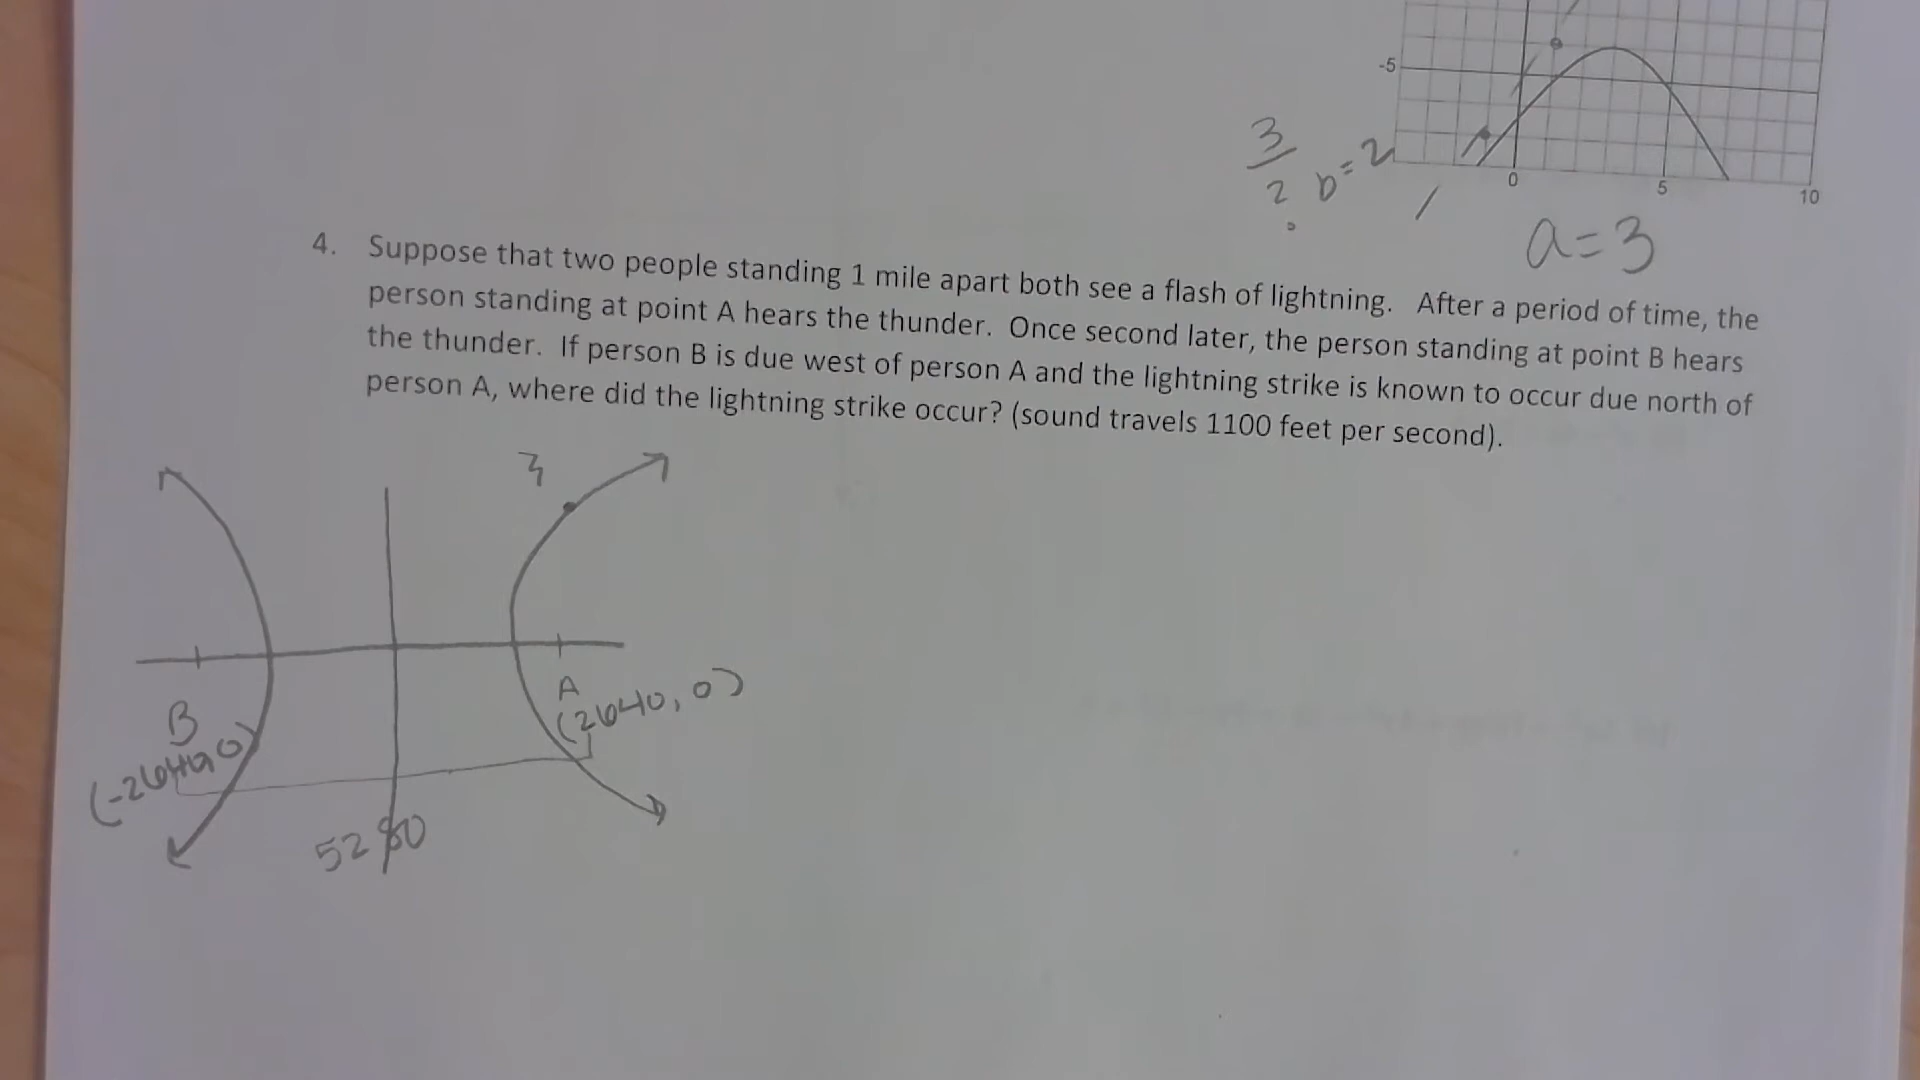 -5
0
5
10
3
2
b=2
a=3
4. Suppose that two people standing 1 mile apart both see a flash of lightning. After a period of time, the
person standing at point A hears the thunder. Once second later, the person standing at point B hears
the thunder. If person B is due west of person A and the lightning strike is known to occur due north of
person A, where did the lightning strike occur? (sound travels 1100 feet per second).
A
(2640, 0)
B
5280